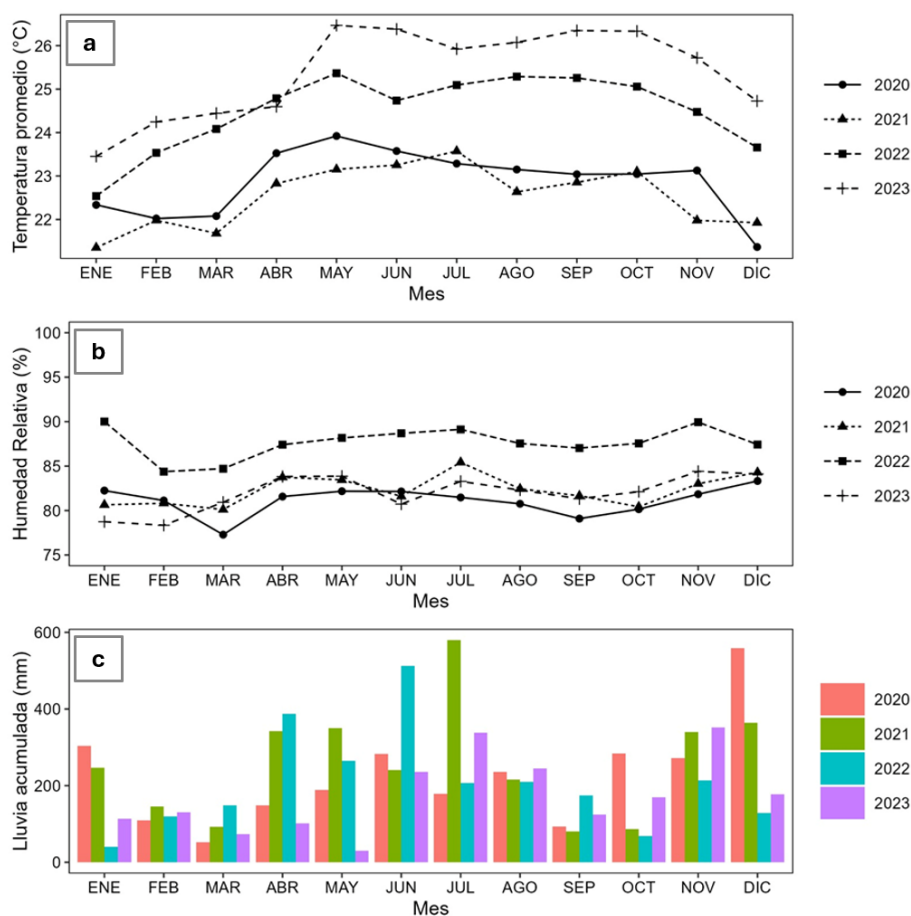 a
Temperatura promedio (°C)
26
25
24
23
22
ENE FEB MAR ABR MAY JUN JUL AGO SEP OCT NOV DIC
Mes
2020
2021
2022
2023
b
Humedad Relativa (%)
100
95
90
85
80
75
ENE FEB MAR ABR MAY JUN JUL AGO SEP OCT NOV DIC
Mes
2020
2021
2022
2023
c
Lluvia acumulada (mm)
600
400
200
0
ENE FEB MAR ABR MAY JUN JUL AGO SEP OCT NOV DIC
Mes
2020
2021
2022
2023